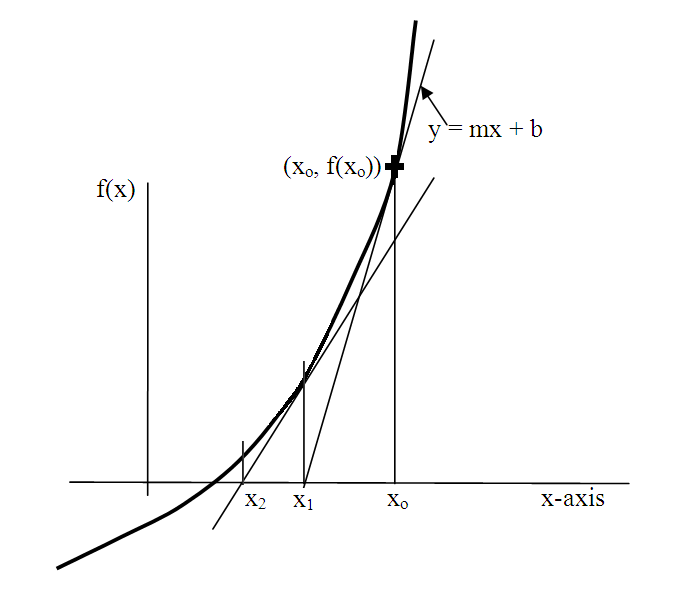 y = mx + b
(xₒ, f(xₒ))
f(x)
x₂
x₁
xₒ
x-axis